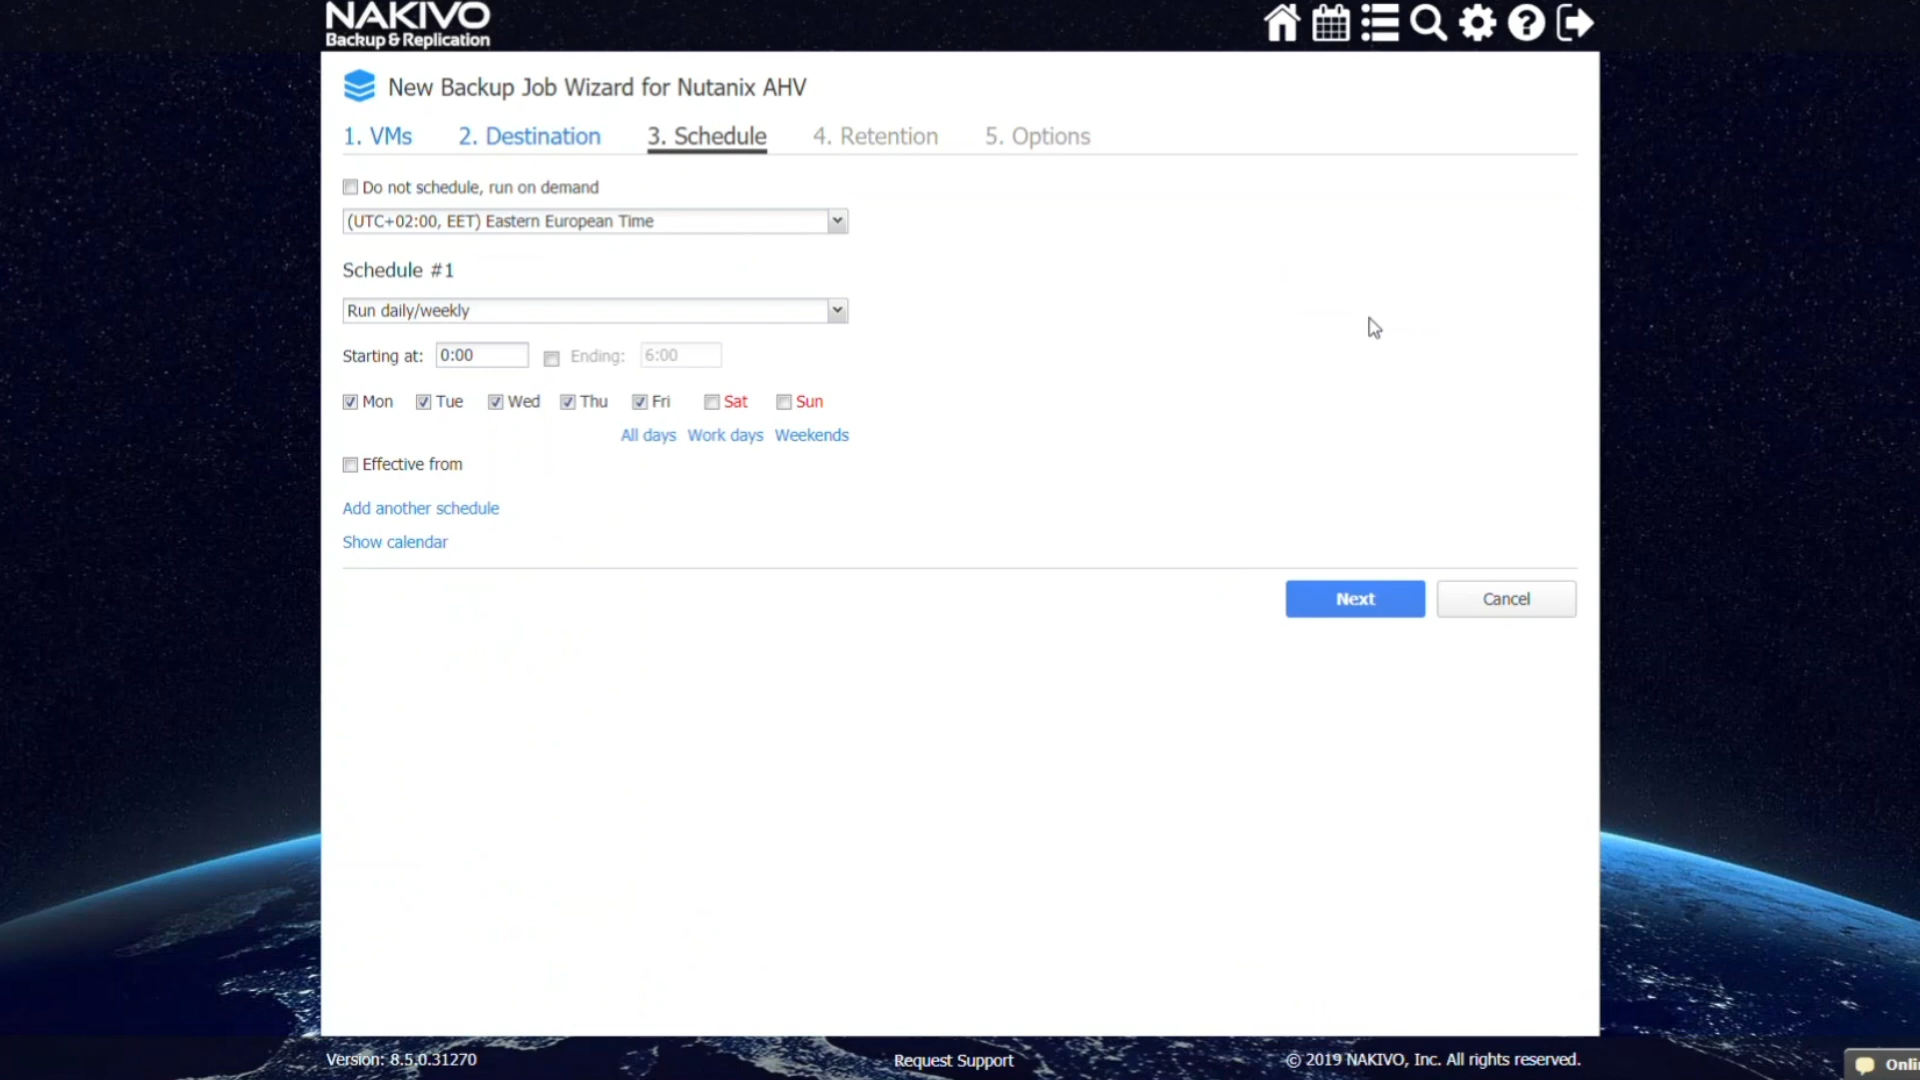 NAKIVO
Backup & Replication
New Backup Job Wizard for Nutanix AHV
1. VMs 2. Destination 3. Schedule 4. Retention 5. Options
Do not schedule, run on demand
(UTC+02:00, EET) Eastern European Time
Schedule #1
Run daily/weekly
Starting at: 0:00 Ending: 6:00
Mon Tue Wed Thu Fri Sat Sun
All days Work days Weekends
Effective from
Add another schedule
Show calendar
Next Cancel
Version: 8.5.0.31270 Request Support © 2019 NAKIVO, Inc. All rights reserved.